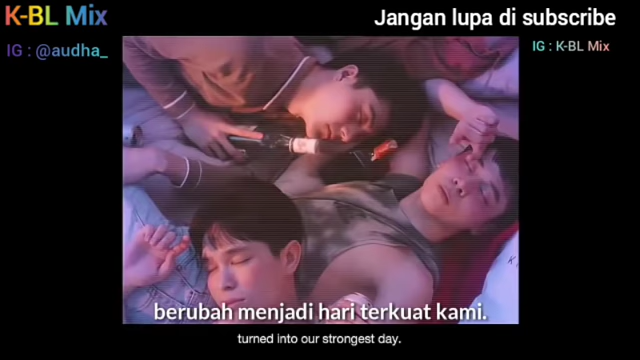 K-BL Mix
Jangan lupa di subscribe
IG : @audha_
IG : K-BL Mix
berubah menjadi hari terkuat kami.
turned into our strongest day.